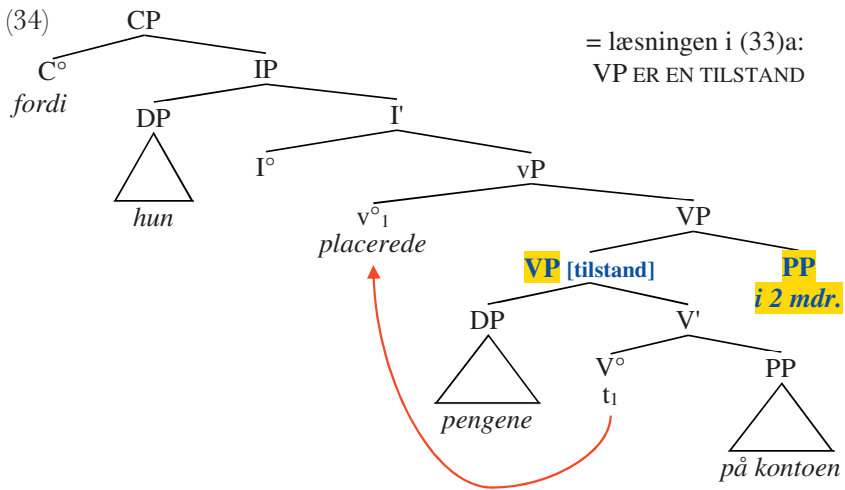 (34)
CP
= læsningen i (33)a:
VP ER EN TILSTAND
C° IP
fordi
DP I'
I° vP
hun
v°₁ VP
placerede
VP [tilstand] PP
i 2 mdr.
DP V'
V° PP
t₁
pengene
på kontoen